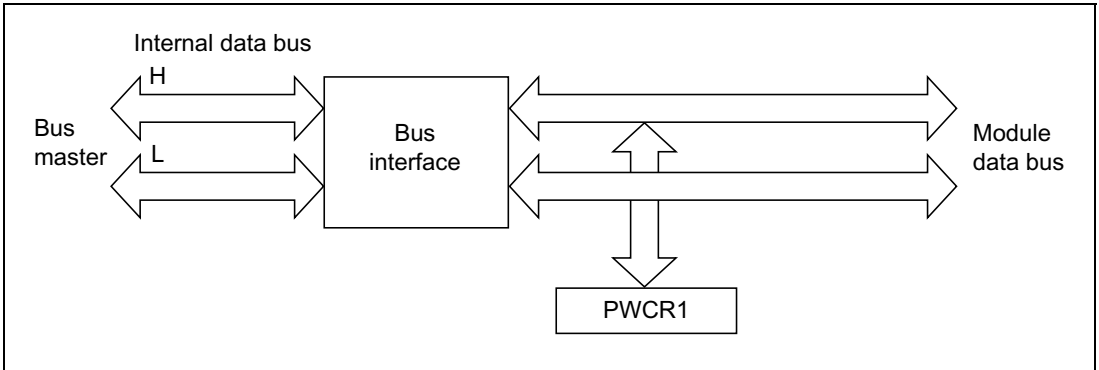 Internal data bus
H
Bus
master
L
Bus
interface
Module
data bus
PWCR1